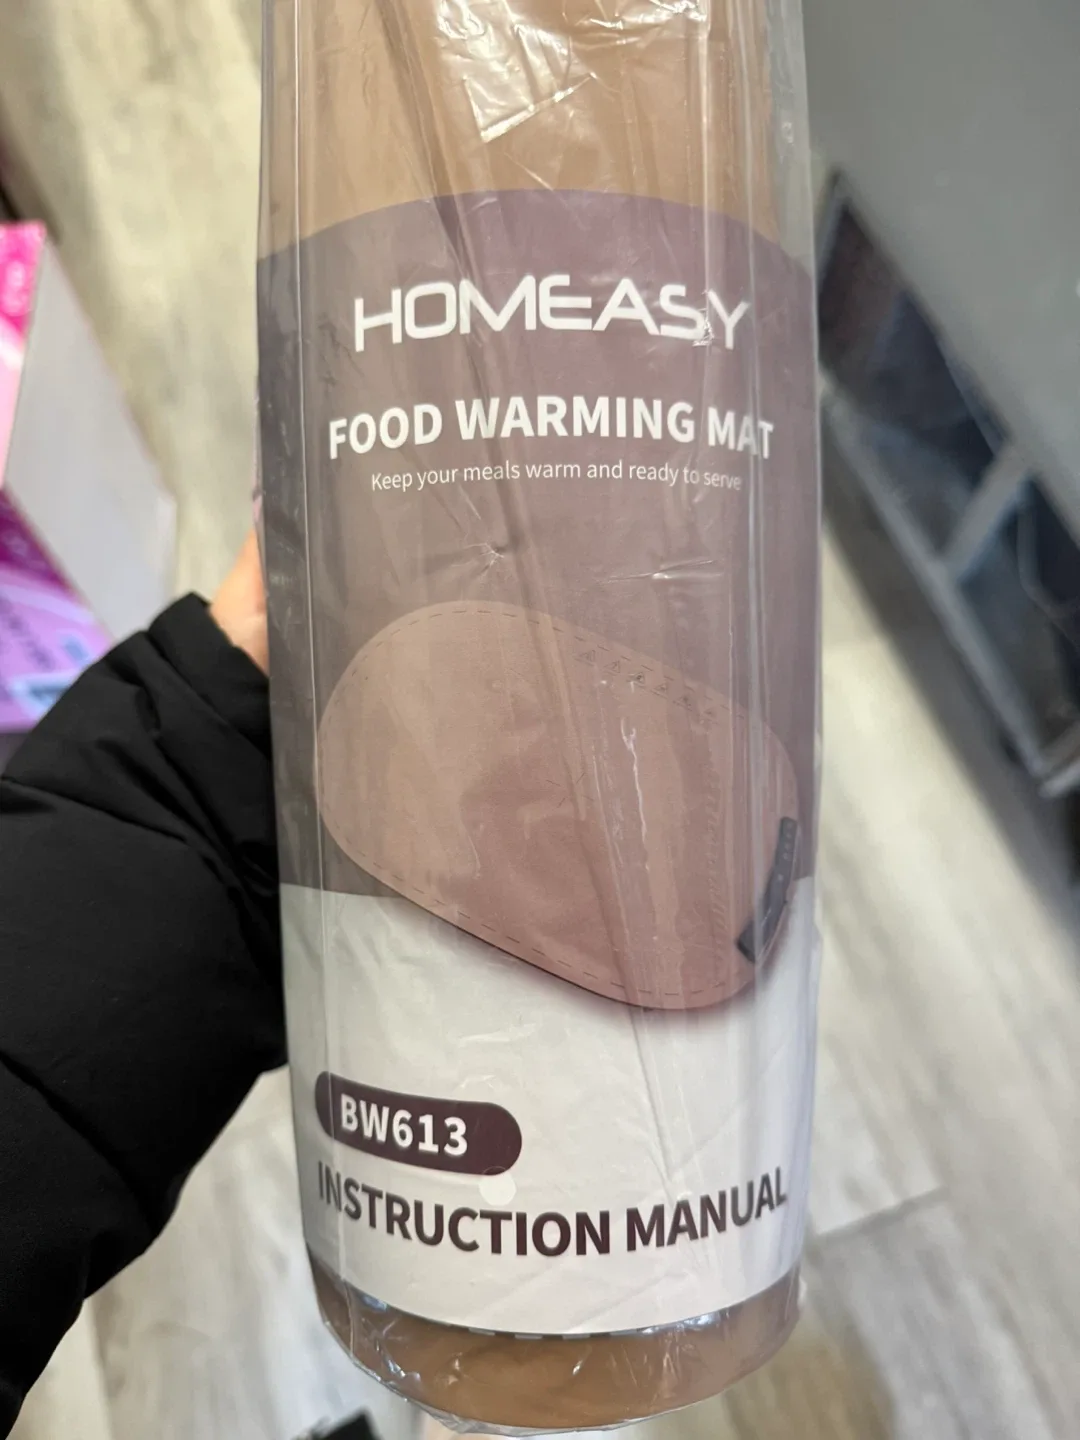 HOMEASY
FOOD WARMING MAT
Keep your meals warm and ready to serve
BW613
INSTRUCTION MANUAL